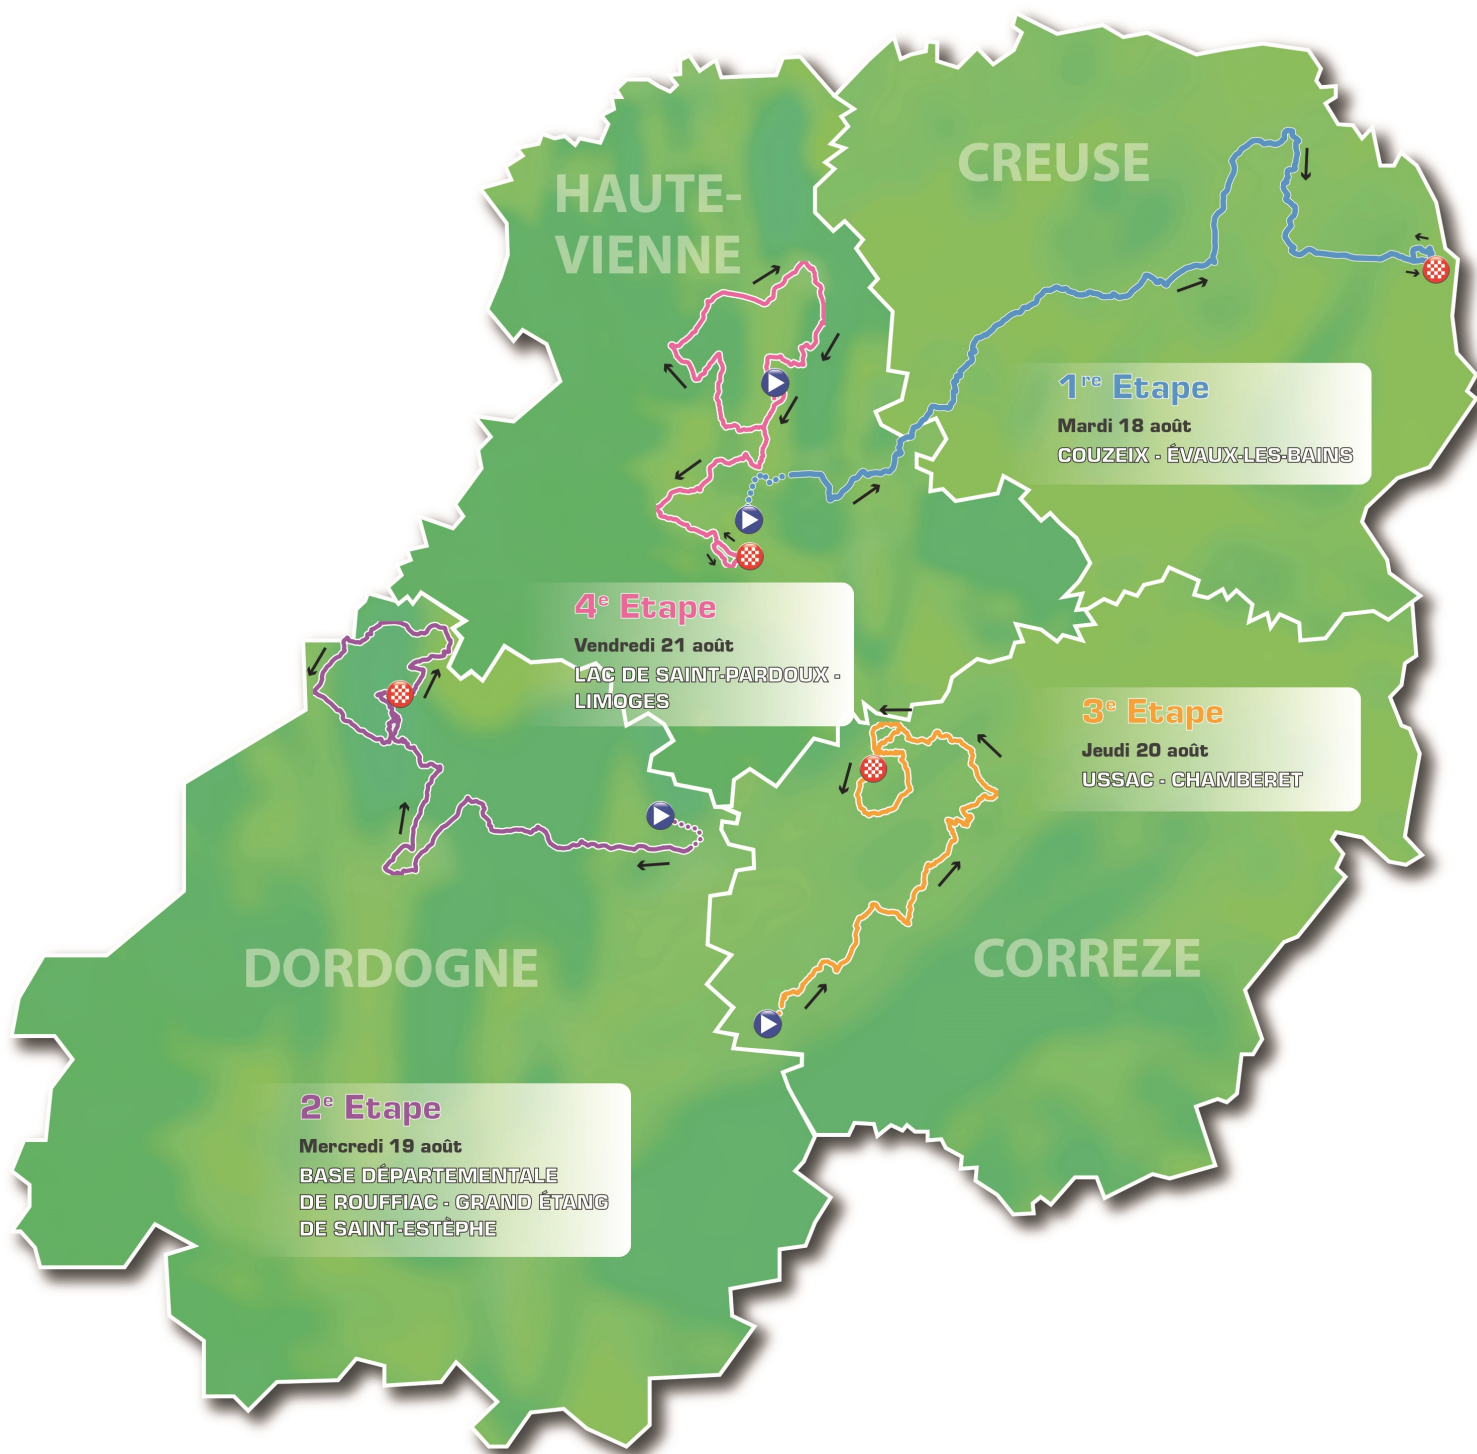 HAUTE-
VIENNE
CREUSE
1re Etape
Mardi 18 août
COUZEIX - ÉVAUX-LES-BAINS
4e Etape
Vendredi 21 août
LAC DE SAINT-PARDOUX -
LIMOGES
3e Etape
Jeudi 20 août
USSAC - CHAMBERET
DORDOGNE
CORREZE
2e Etape
Mercredi 19 août
BASE DÉPARTEMENTALE
DE ROUFFIAC - GRAND ÉTANG
DE SAINT-ESTÈPHE